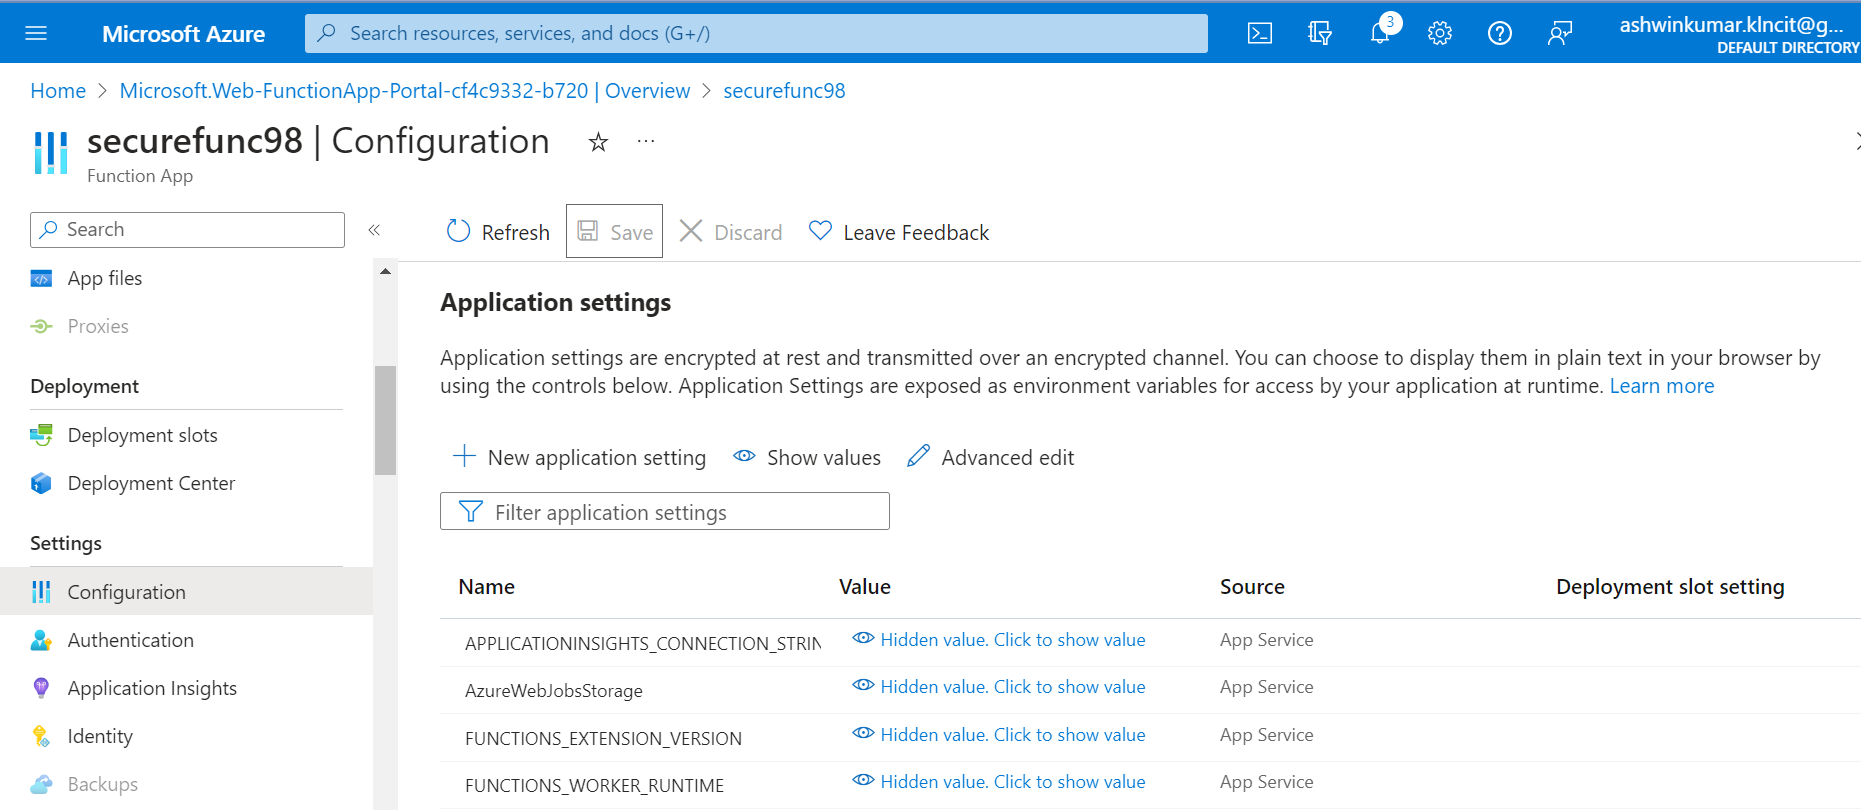 Microsoft Azure
Search resources, services, and docs (G+/)
3
ashwinkumar.klncit@g...
DEFAULT DIRECTORY
Home > Microsoft.Web-FunctionApp-Portal-cf4c9332-b720 | Overview > securefunc98
securefunc98 | Configuration
Function App
Search
App files
Proxies
Deployment
Deployment slots
Deployment Center
Settings
Configuration
Authentication
Application Insights
Identity
Backups
Refresh Save Discard Leave Feedback
Application settings
Application settings are encrypted at rest and transmitted over an encrypted channel. You can choose to display them in plain text in your browser by
using the controls below. Application Settings are exposed as environment variables for access by your application at runtime. Learn more
New application setting Show values Advanced edit
Filter application settings
Name Value Source Deployment slot setting
APPLICATIONINSIGHTS_CONNECTION_STRIN Hidden value. Click to show value App Service
AzureWebJobsStorage Hidden value. Click to show value App Service
FUNCTIONS_EXTENSION_VERSION Hidden value. Click to show value App Service
FUNCTIONS_WORKER_RUNTIME Hidden value. Click to show value App Service